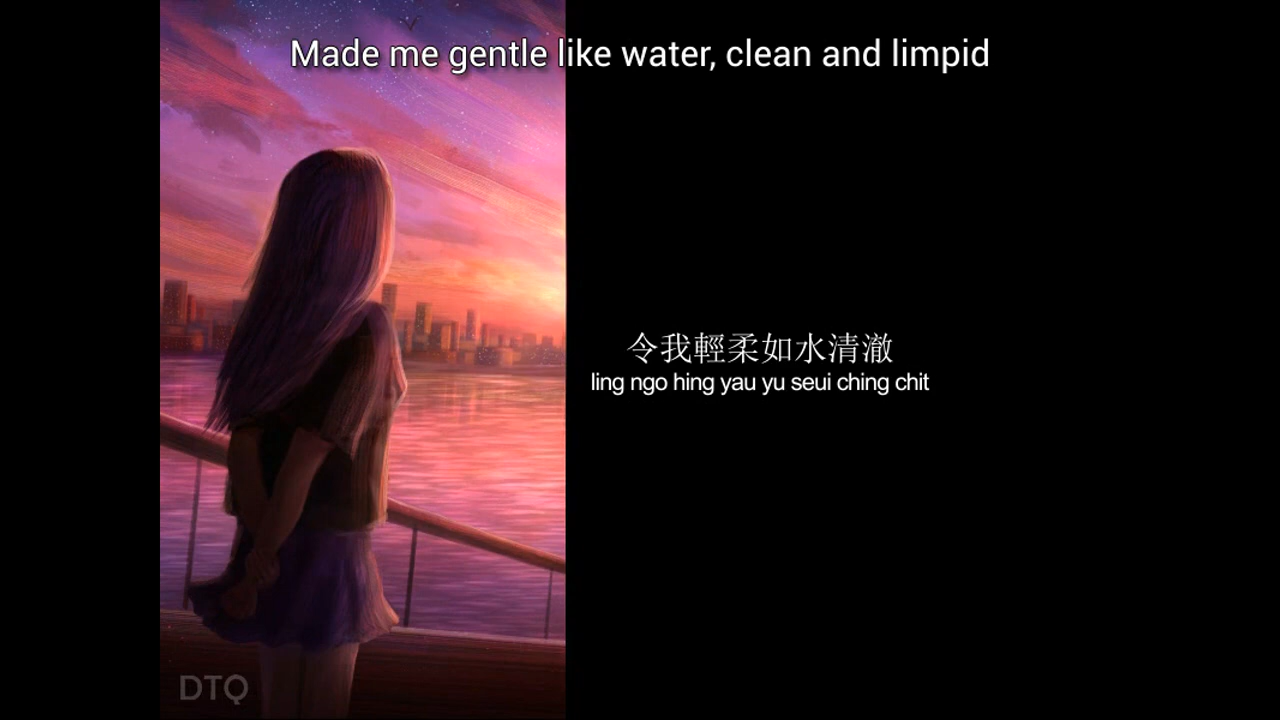 Made me gentle like water, clean and limpid
令我輕柔如水清澈
ling ngo hing yau yu seui ching chit
DTQ